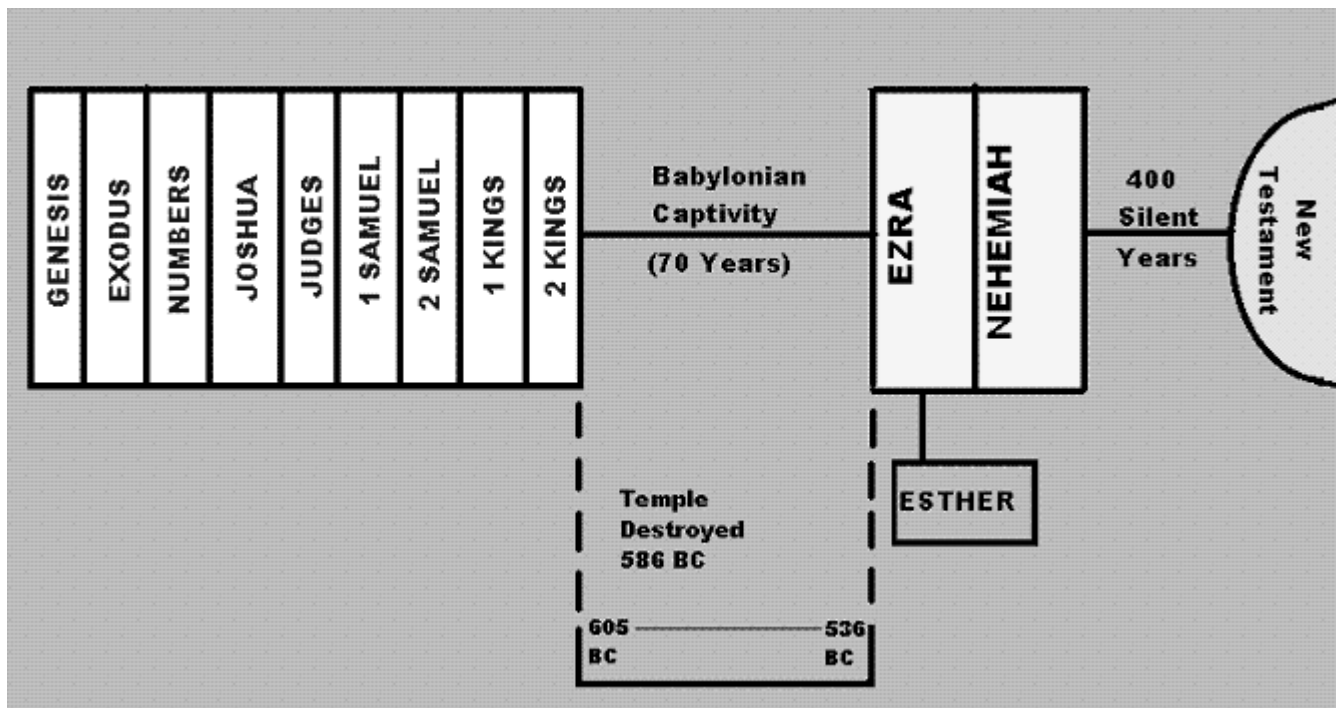 GENESIS
EXODUS
NUMBERS
JOSHUA
JUDGES
1 SAMUEL
2 SAMUEL
1 KINGS
2 KINGS
Babylonian
Captivity
(70 Years)
EZRA
NEHEMIAH
400
Silent
Years
New
Testament
Temple
Destroyed
586 BC
ESTHER
605
BC
536
BC